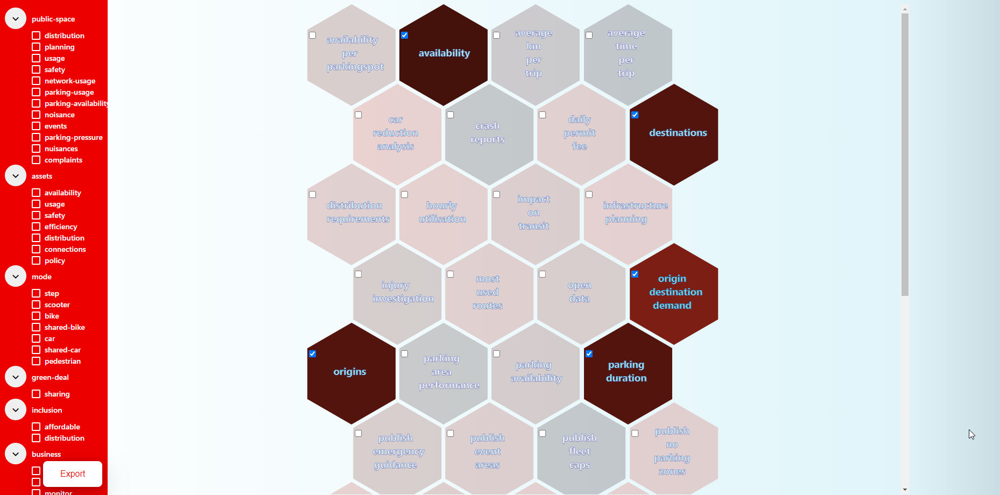 public-space
distribution
planning
usage
safety
network-usage
parking-usage
parking-availability
noisance
events
parking-pressure
nuisances
complaints
assets
availability
usage
safety
efficiency
distribution
connections
policy
mode
step
scooter
bike
shared-bike
car
shared-car
pedestrian
green-deal
sharing
inclusion
affordable
distribution
business
monitor
Export
availability
per
parkingspot
availability
average
km
per
trip
average
time
per
trip
car
reduction
analysis
crash
reports
daily
permit
fee
destinations
distribution
requirements
hourly
utilisation
impact
on
transit
infrastructure
planning
injury
investigation
most
used
routes
open
data
origin
destination
demand
origins
parking
area
performance
parking
availability
parking
duration
publish
emergency
guidance
publish
event
areas
publish
fleet
caps
publish
no
parking
zones